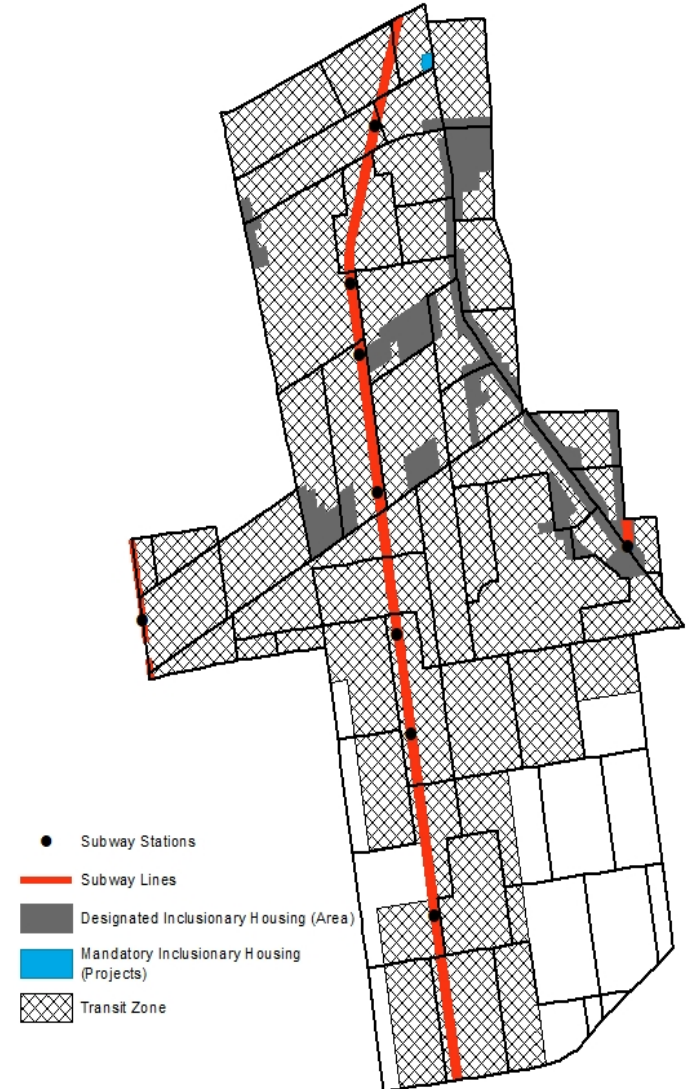 Subway Stations
Subway Lines
Designated Inclusionary Housing (Area)
Mandatory Inclusionary Housing
(Projects)
Transit Zone